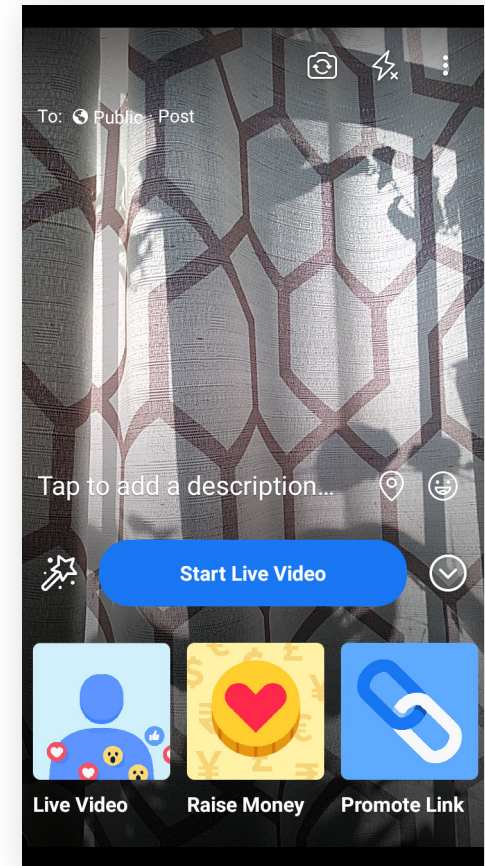 To: Public · Post
Tap to add a description...
Start Live Video
Live Video
Raise Money
Promote Link